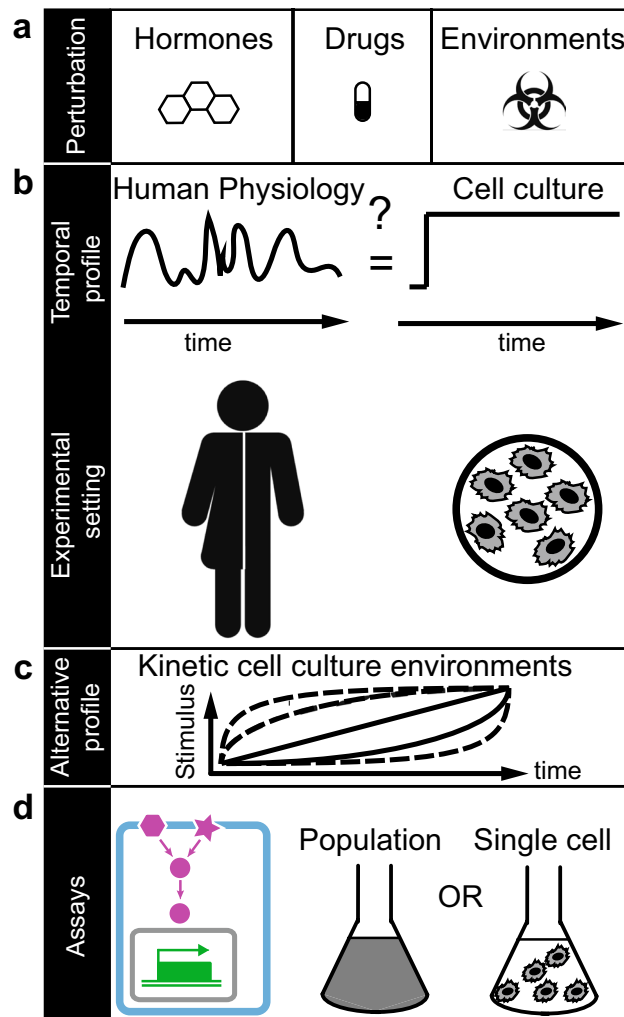 a
Perturbation
Hormones
Drugs
Environments
b
Temporal
profile
Human Physiology
?
=
Cell culture
time
time
Experimental
setting
c
Alternative
profile
Kinetic cell culture environments
Stimulus
time
d
Assays
Population
OR
Single cell